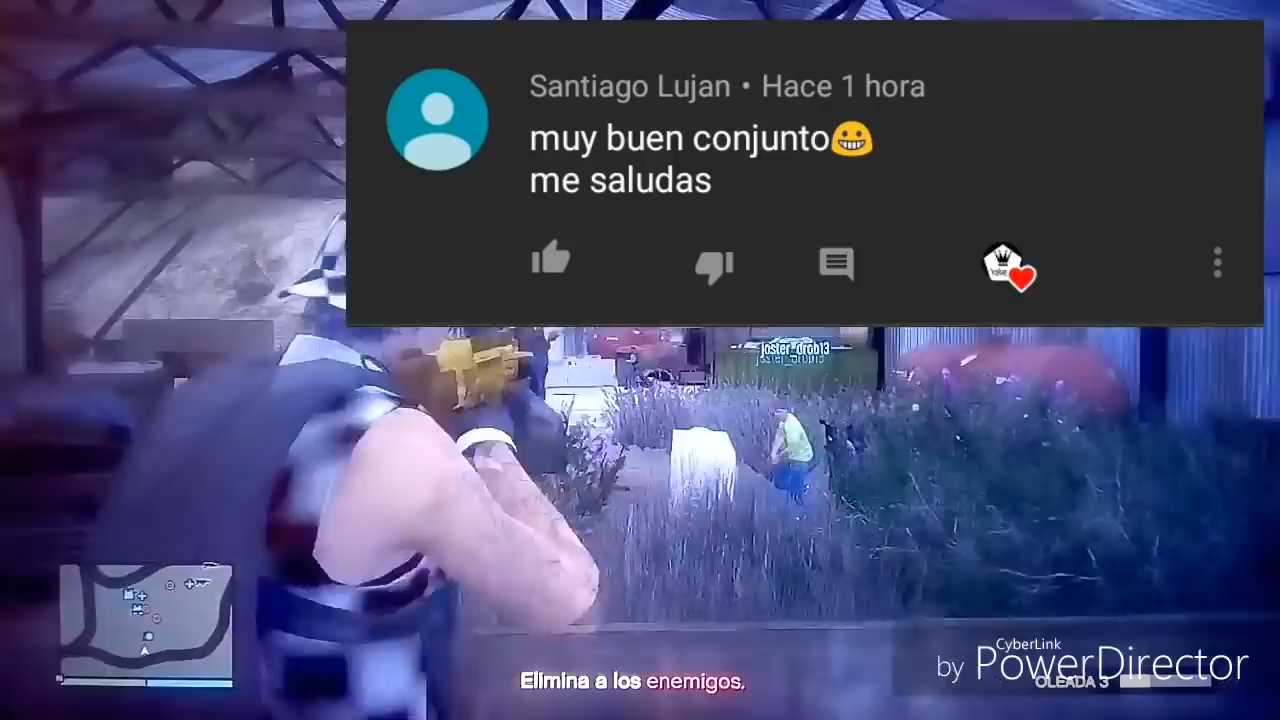 Santiago Lujan • Hace 1 hora
muy buen conjunto😀
me saludas
joster_drob13
N
Elimina a los enemigos.
CyberLink
by PowerDirector
OLEADA 3